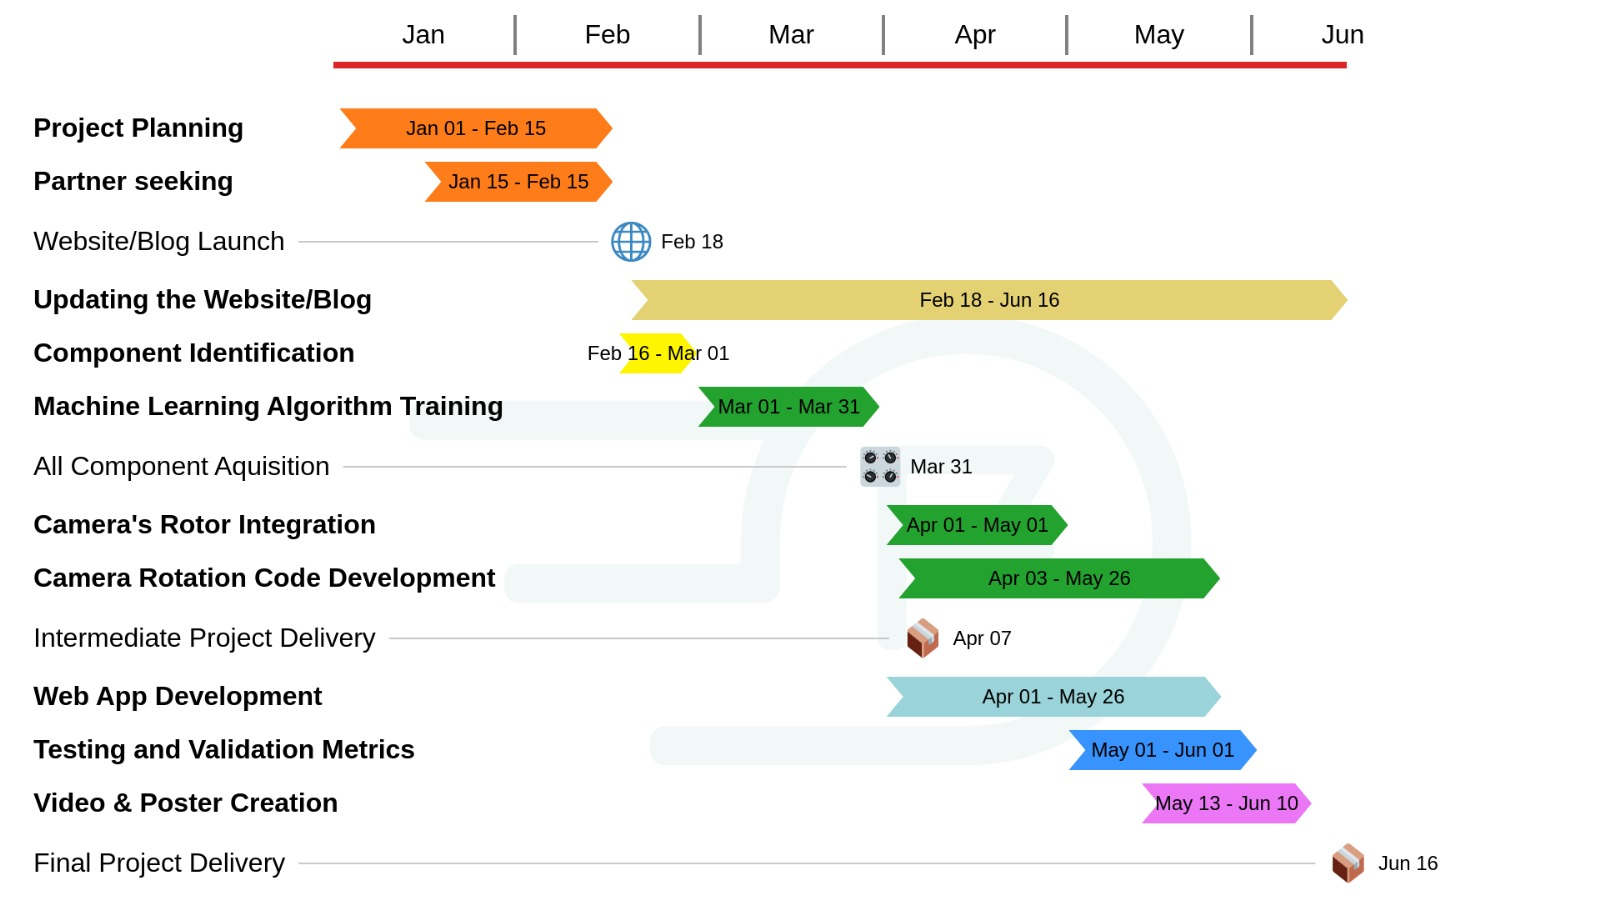 Jan Feb Mar Apr May Jun
Project Planning Jan 01 - Feb 15
Partner seeking Jan 15 - Feb 15
Website/Blog Launch Feb 18
Updating the Website/Blog Feb 18 - Jun 16
Component Identification Feb 16 - Mar 01
Machine Learning Algorithm Training Mar 01 - Mar 31
All Component Aquisition Mar 31
Camera's Rotor Integration Apr 01 - May 01
Camera Rotation Code Development Apr 03 - May 26
Intermediate Project Delivery Apr 07
Web App Development Apr 01 - May 26
Testing and Validation Metrics May 01 - Jun 01
Video & Poster Creation May 13 - Jun 10
Final Project Delivery Jun 16